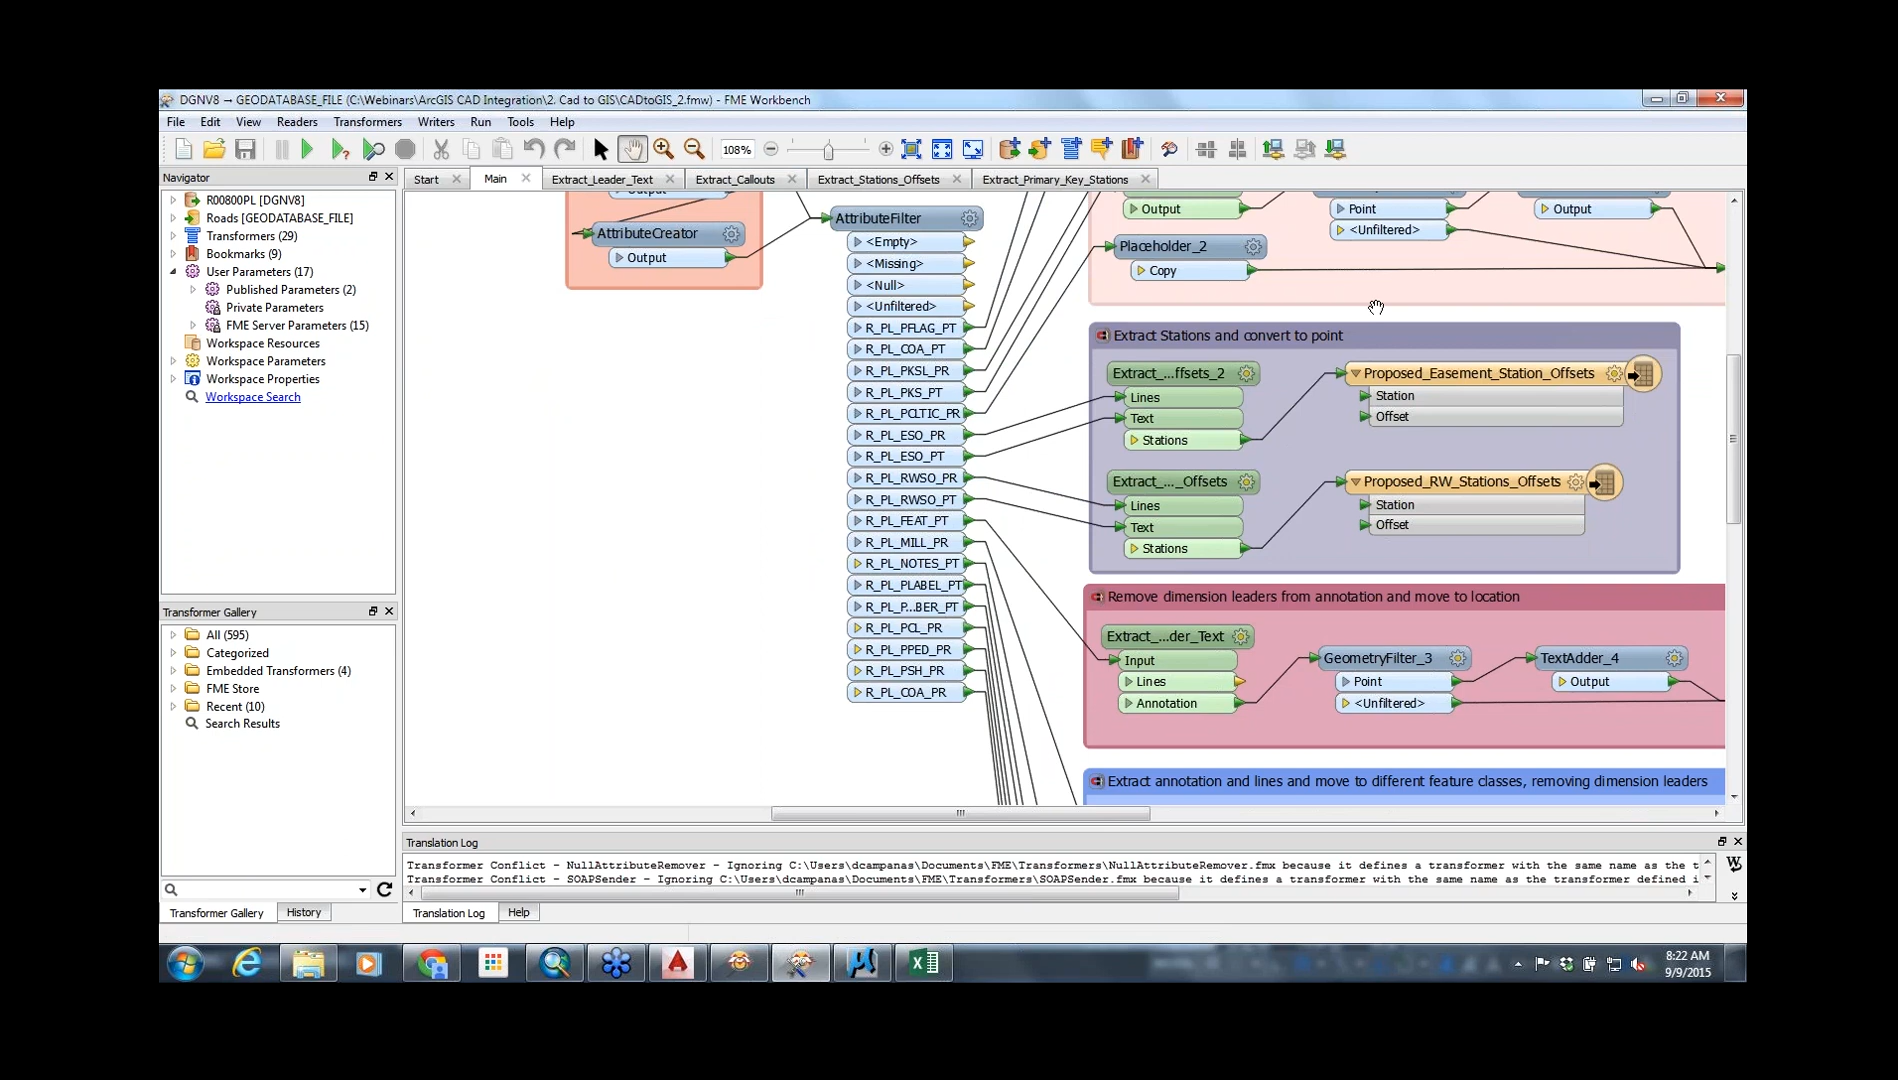 DGNV8 → GEODATABASE_FILE (C:\Webinars\ArcGIS CAD Integration\2. Cad to GIS\CADtoGIS_2.fmw) - FME Workbench
File Edit View Readers Transformers Writers Run Tools Help
108%
Navigator
R00800PL [DGNV8]
Roads [GEODATABASE_FILE]
Transformers (29)
Bookmarks (9)
User Parameters (17)
Published Parameters (2)
Private Parameters
FME Server Parameters (15)
Workspace Resources
Workspace Parameters
Workspace Properties
Workspace Search
Transformer Gallery
All (595)
Categorized
Embedded Transformers (4)
FME Store
Recent (10)
Search Results
Transformer Gallery History
Start Main Extract_Leader_Text Extract_Callouts Extract_Stations_Offsets Extract_Primary_Key_Stations
Output
AttributeCreator
Output
AttributeFilter
<Empty>
<Missing>
<Null>
<Unfiltered>
R_PL_PFLAG_PT
R_PL_COA_PT
R_PL_PKSL_PR
R_PL_PKS_PT
R_PL_PCLTIC_PR
R_PL_ESO_PR
R_PL_ESO_PT
R_PL_RWSO_PR
R_PL_RWSO_PT
R_PL_FEAT_PT
R_PL_MILL_PR
R_PL_NOTES_PT
R_PL_PLABEL_PT
R_PL_P...BER_PT
R_PL_PCL_PR
R_PL_PPED_PR
R_PL_PSH_PR
R_PL_COA_PR
Output
Point
<Unfiltered>
Output
Placeholder_2
Copy
Extract Stations and convert to point
Extract_...ffsets_2
Lines
Text
Stations
Proposed_Easement_Station_Offsets
Station
Offset
Extract_..._Offsets
Lines
Text
Stations
Proposed_RW_Stations_Offsets
Station
Offset
Remove dimension leaders from annotation and move to location
Extract_...der_Text
Input
Lines
Annotation
GeometryFilter_3
Point
<Unfiltered>
TextAdder_4
Output
Extract annotation and lines and move to different feature classes, removing dimension leaders
Translation Log
Transformer Conflict - NullAttributeRemover - Ignoring C:\Users\dcampanas\Documents\FME\Transformers\NullAttributeRemover.fmx because it defines a transformer with the same name as the t
Transformer Conflict - SOAPSender - Ignoring C:\Users\dcampanas\Documents\FME\Transformers\SOAPSender.fmx because it defines a transformer with the same name as the transformer defined i
Translation Log Help
8:22 AM
9/9/2015